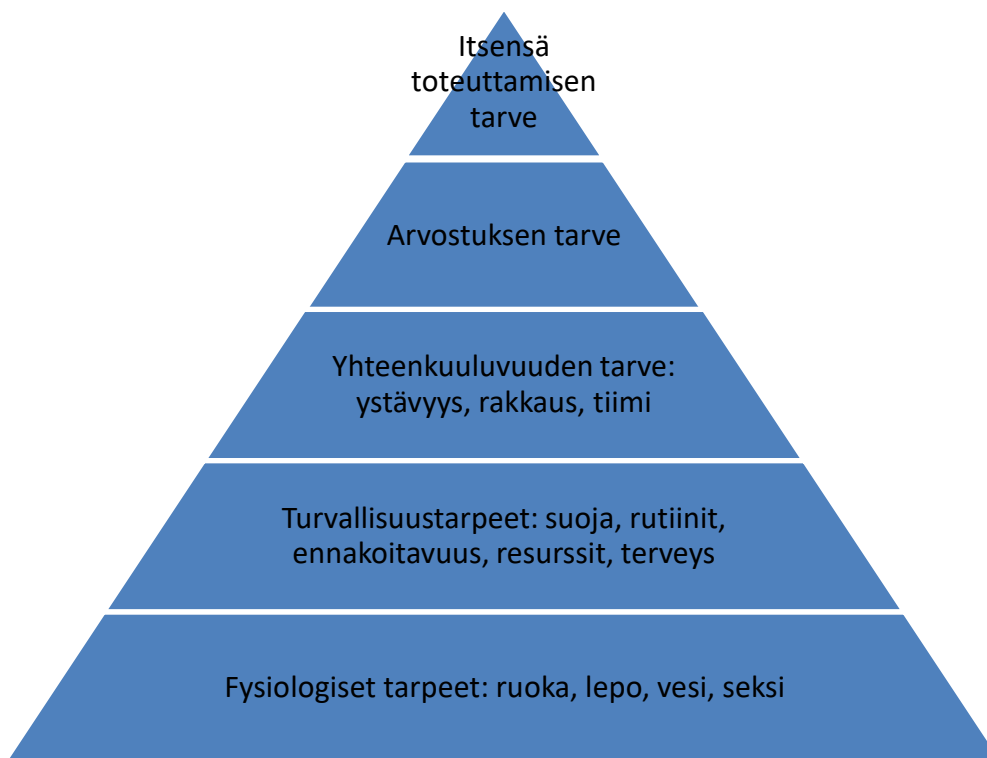 Itsensä
toteuttamisen
tarve
Arvostuksen tarve
Yhteenkuuluvuuden tarve:
ystävyys, rakkaus, tiimi
Turvallisuustarpeet: suoja, rutiinit,
ennakoitavuus, resurssit, terveys
Fysiologiset tarpeet: ruoka, lepo, vesi, seksi